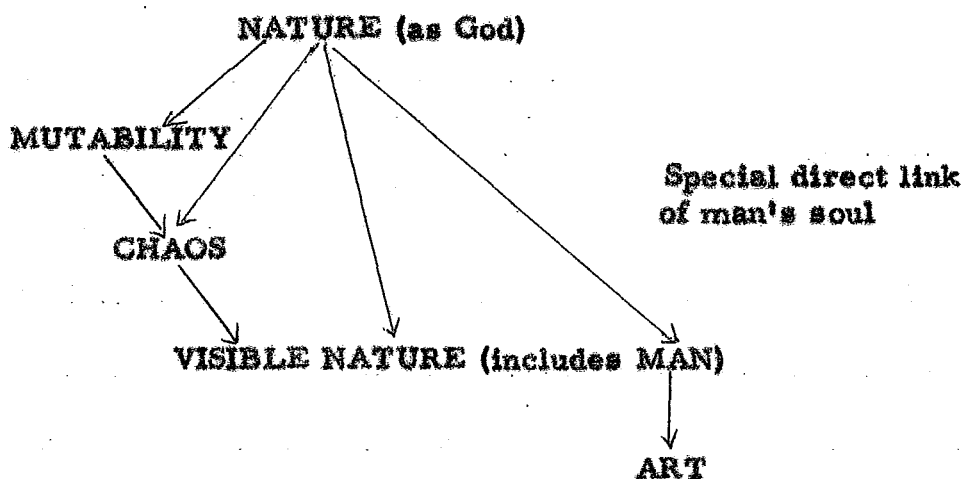 NATURE (as God)
MUTABILITY
Special direct link
of man's soul
CHAOS
VISIBLE NATURE (includes MAN)
ART